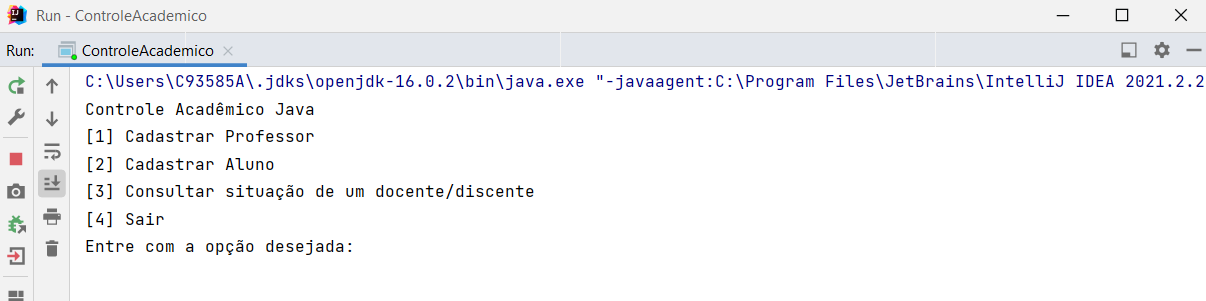 Run - ControleAcademico
Run: ControleAcademico
C:\Users\C93585A\.jdks\openjdk-16.0.2\bin\java.exe "-javaagent:C:\Program Files\JetBrains\IntelliJ IDEA 2021.2.2
Controle Acadêmico Java
[1] Cadastrar Professor
[2] Cadastrar Aluno
[3] Consultar situação de um docente/discente
[4] Sair
Entre com a opção desejada: